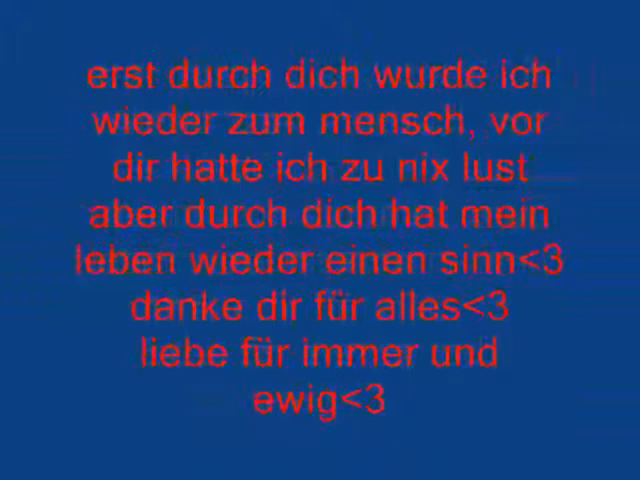 erst durch dich wurde ich
wieder zum mensch, vor
dir hatte ich zu nix lust
aber durch dich hat mein
leben wieder einen sinn<3
danke dir für alles<3
liebe für immer und
ewig<3